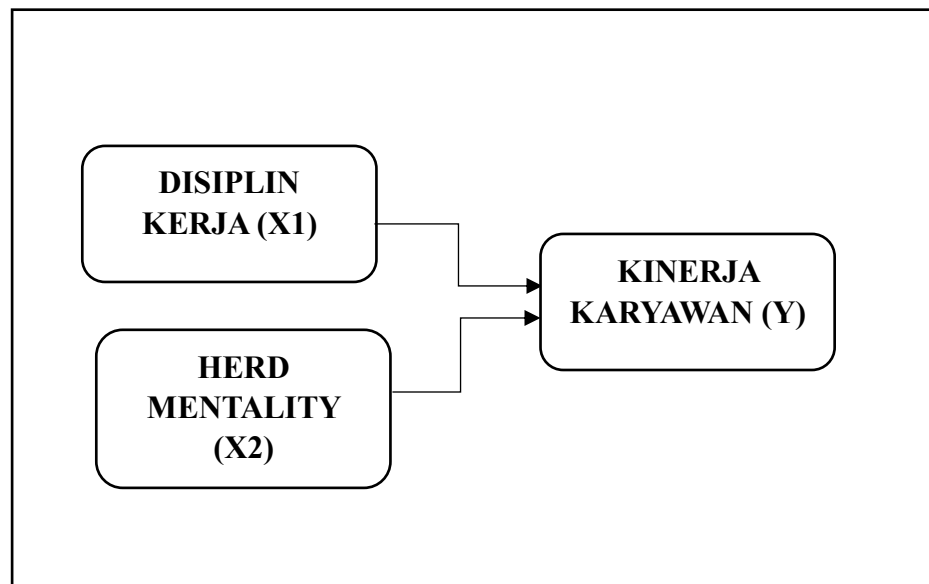 DISIPLIN
KERJA (X1)
KINERJA
KARYAWAN (Y)
HERD
MENTALITY
(X2)